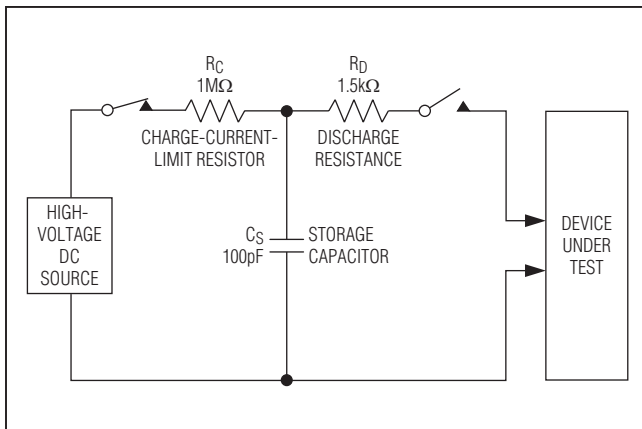 RC
1MΩ
CHARGE-CURRENT-
LIMIT RESISTOR
RD
1.5kΩ
DISCHARGE
RESISTANCE
HIGH-
VOLTAGE
DC
SOURCE
CS
100pF
STORAGE
CAPACITOR
DEVICE
UNDER
TEST